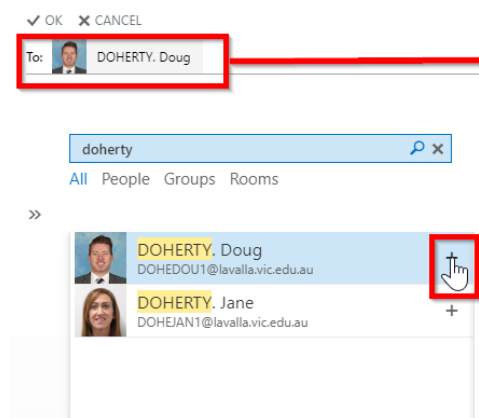 OK CANCEL
To: DOHERTY. Doug
doherty
All People Groups Rooms
DOHERTY. Doug
DOHEDOU1@lavalla.vic.edu.au
DOHERTY. Jane
DOHEJAN1@lavalla.vic.edu.au